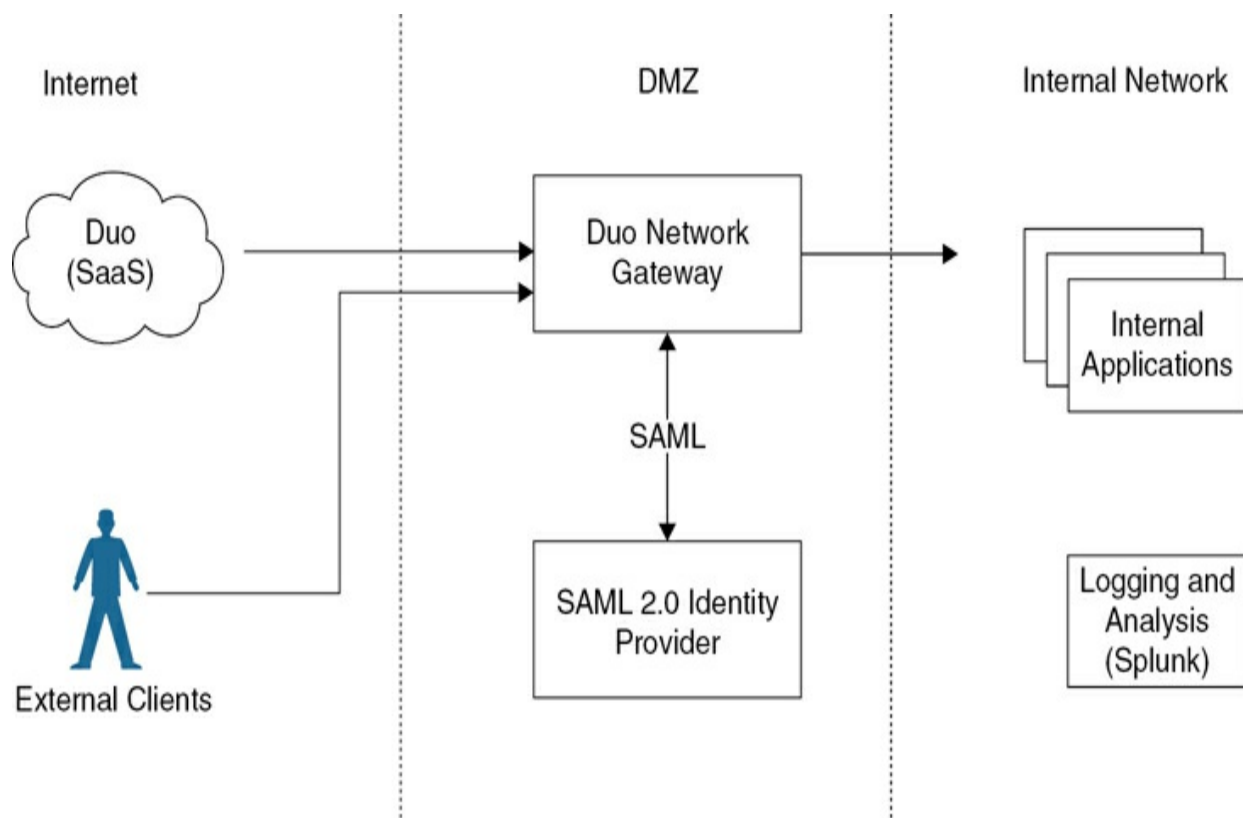 Internet
DMZ
Internal Network
Duo
(SaaS)
Duo Network
Gateway
Internal
Applications
SAML
SAML 2.0 Identity
Provider
Logging and
Analysis
(Splunk)
External Clients